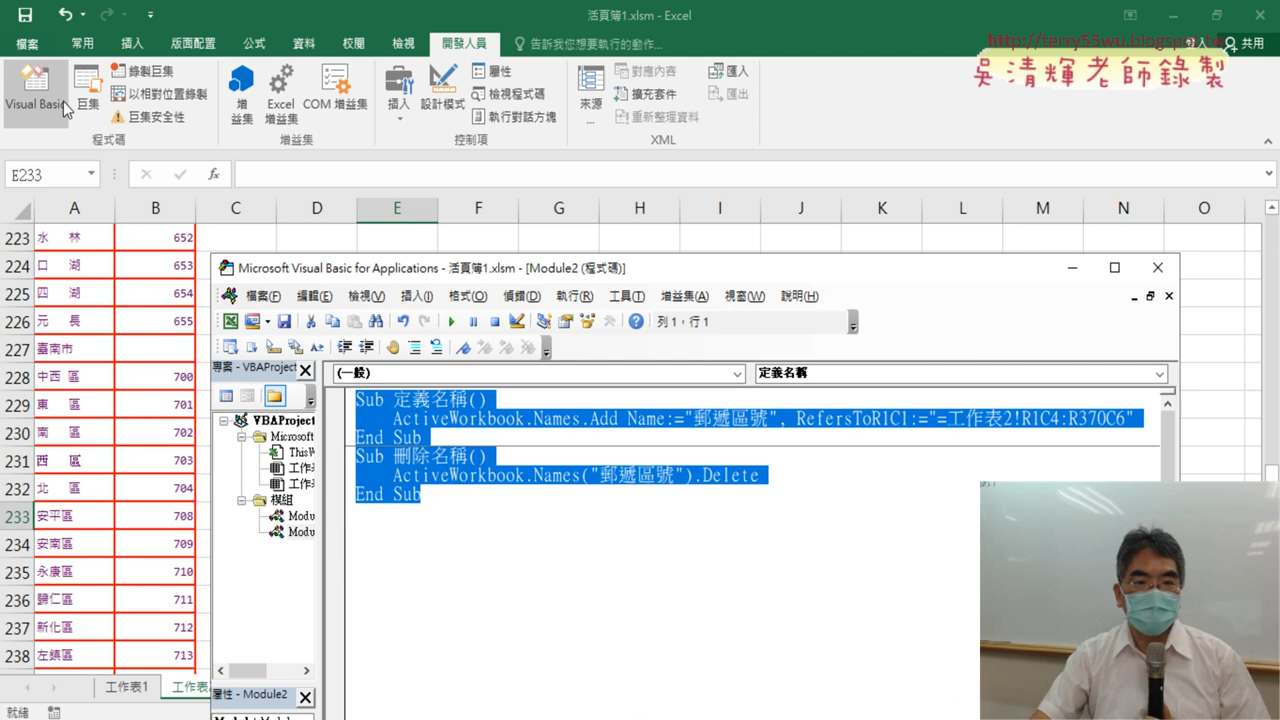 活頁簿1.xlsm - Excel
檔案 常用 插入 版面配置 公式 資料 校閱 檢視 開發人員 告訴我您想要執行的動作... 登入 共用
http://terry55wu.blogspot.tw
吳清輝老師錄製
Visual Basic 巨集 錄製巨集 以相對位置錄製 巨集安全性 程式碼
增益集 Excel 增益集 COM 增益集 增益集
插入 設計模式 屬性 檢視程式碼 執行對話方塊 控制項
來源... 對應內容 擴充套件 重新整理資料 匯入 匯出 XML
E233 fx
A B C D E F G H I J K L M N O
223 水 林 652
224 口 湖 653
225 四 湖 654
226 元 長 655
227 臺南市
228 中西 區 700
229 東 區 701
230 南 區 702
231 西 區 703
232 北 區 704
233 安平區 708
234 安南區 709
235 永康區 710
236 歸仁區 711
237 新化區 712
238 左鎮區 713
工作表1 工作表
就緒
Microsoft Visual Basic for Applications - 活頁簿1.xlsm - [Module2 (程式碼)]
檔案(F) 編輯(E) 檢視(V) 插入(I) 格式(O) 偵錯(D) 執行(R) 工具(T) 增益集(A) 視窗(W) 說明(H)
列 1，行 1
專案 - VBAProject
VBAProject
Microsoft
ThisW
工作
工作
模組
Modu
Modu
屬性 - Module2
(一般) 定義名稱
Sub 定義名稱()
ActiveWorkbook.Names.Add Name:="郵遞區號", RefersToR1C1:="=工作表2!R1C4:R370C6"
End Sub
Sub 刪除名稱()
ActiveWorkbook.Names("郵遞區號").Delete
End Sub